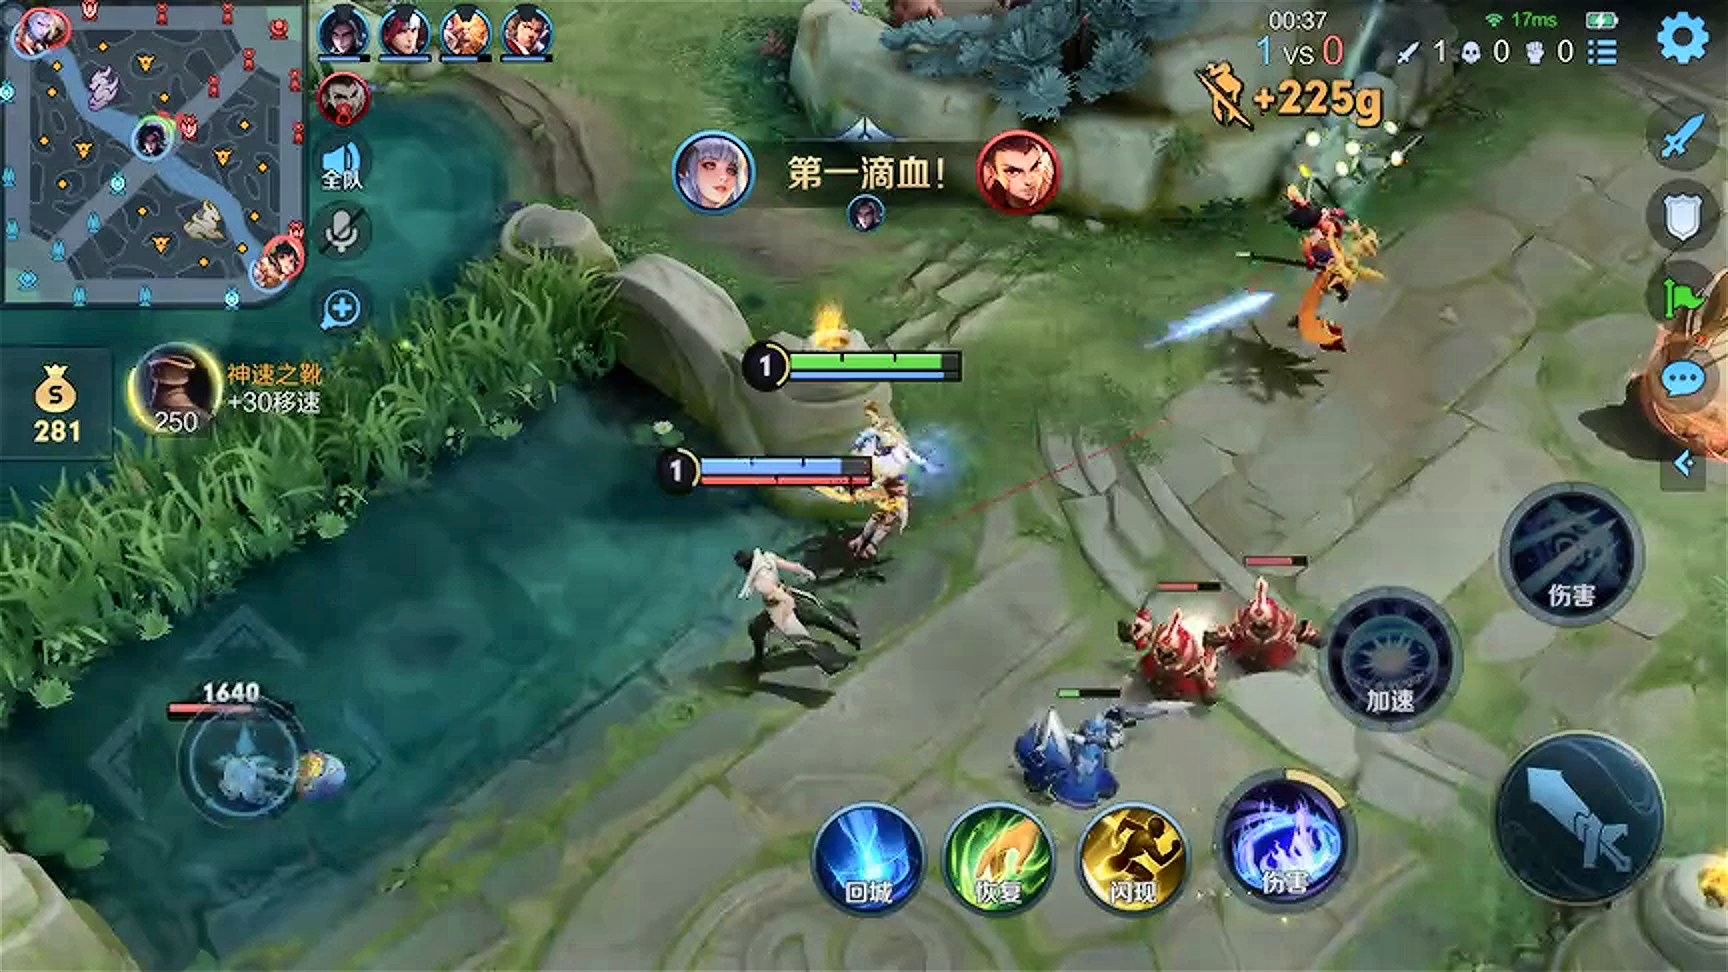 00:37
17ms
1 vs 0
1 0 0
+225g
第一滴血!
全队
S
281
神速之靴
+30移速
250
1
1
1640
伤害
加速
回城
恢复
闪现
伤害